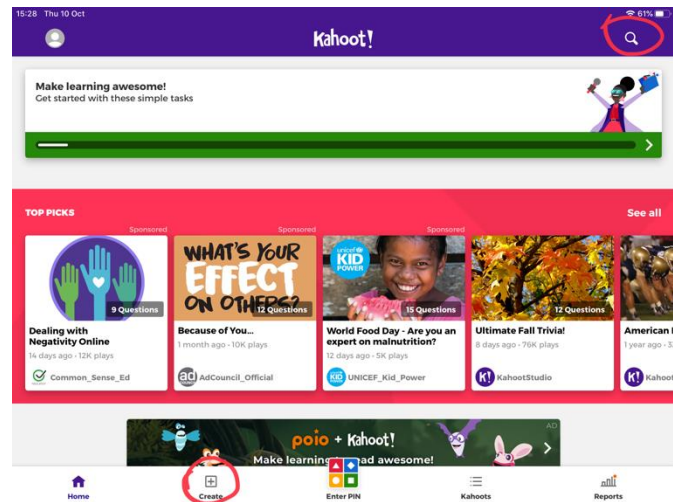 15:28 Thu 10 Oct
61%
Kahoot!
Make learning awesome!
Get started with these simple tasks
TOP PICKS
See all
Sponsored
WHAT'S YOUR
EFFECT
ON OTHERS?
unicef
KID
POWER
9 Questions
12 Questions
15 Questions
12 Questions
Dealing with
Negativity Online
14 days ago · 12K plays
Common_Sense_Ed
Sponsored
Because of You...
1 month ago · 10K plays
ad AdCouncil_Official
Sponsored
World Food Day - Are you an
expert on malnutrition?
12 days ago · 5K plays
KID
UNICEF_Kid_Power
Ultimate Fall Trivia!
8 days ago · 76K plays
K! KahootStudio
American
1 year ago · 3
K! Kahoot
AD
poio + Kahoot!
Make learning
read awesome!
Home
Create
Enter PIN
Kahoots
Reports